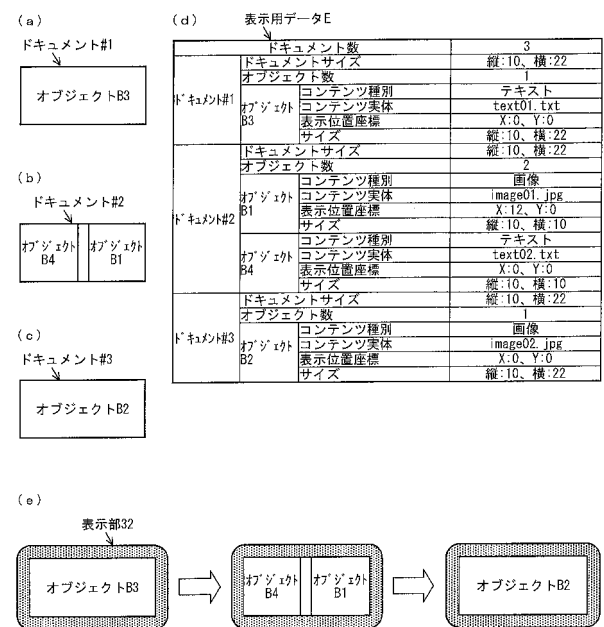 (a)
ドキュメント#1
オブジェクトB3
(b)
ドキュメント#2
オブジェクト
B4
オブジェクト
B1
(c)
ドキュメント#3
オブジェクトB2
(d)
表示用データE
ドキュメント数 3
ドキュメント#1
ドキュメントサイズ 縦:10、横:22
オブジェクト数 1
オブジェクト
B3
コンテンツ種別 テキスト
コンテンツ実体 text01.txt
表示位置座標 X:0、Y:0
サイズ 縦:10、横:22
ドキュメント#2
ドキュメントサイズ 縦:10、横:22
オブジェクト数 2
オブジェクト
B1
コンテンツ種別 画像
コンテンツ実体 image01.jpg
表示位置座標 X:12、Y:0
サイズ 縦:10、横:10
オブジェクト
B4
コンテンツ種別 テキスト
コンテンツ実体 text02.txt
表示位置座標 X:0、Y:0
サイズ 縦:10、横:10
ドキュメント#3
ドキュメントサイズ 縦:10、横:22
オブジェクト数 1
オブジェクト
B2
コンテンツ種別 画像
コンテンツ実体 image02.jpg
表示位置座標 X:0、Y:0
サイズ 縦:10、横:22
(e)
表示部32
オブジェクトB3
オブジェクト
B4
オブジェクト
B1
オブジェクトB2